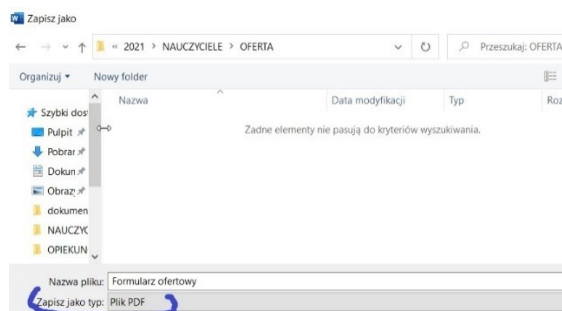 Zapisz jako
« 2021 > NAUCZYCIELE > OFERTA
Przeszukaj: OFERTA
Organizuj
Nowy folder
Nazwa
Data modyfikacji
Typ
Roz
Szybki dos
Żadne elementy nie pasują do kryteriów wyszukiwania.
Pulpit
Pobrar
Dokun
Obraz
dokumen
NAUCZYC
OPIEKUN
Nazwa pliku: Formularz ofertowy
Zapisz jako typ: Plik PDF